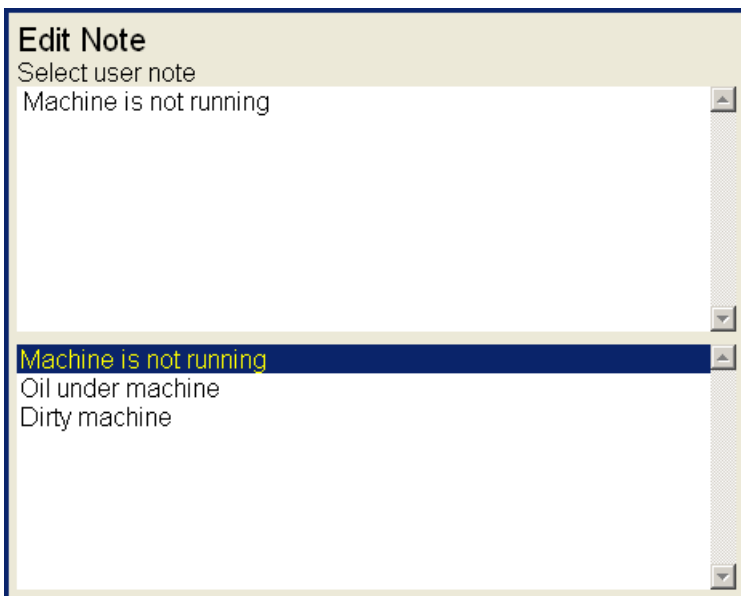 Edit Note
Select user note
Machine is not running
Machine is not running
Oil under machine
Dirty machine